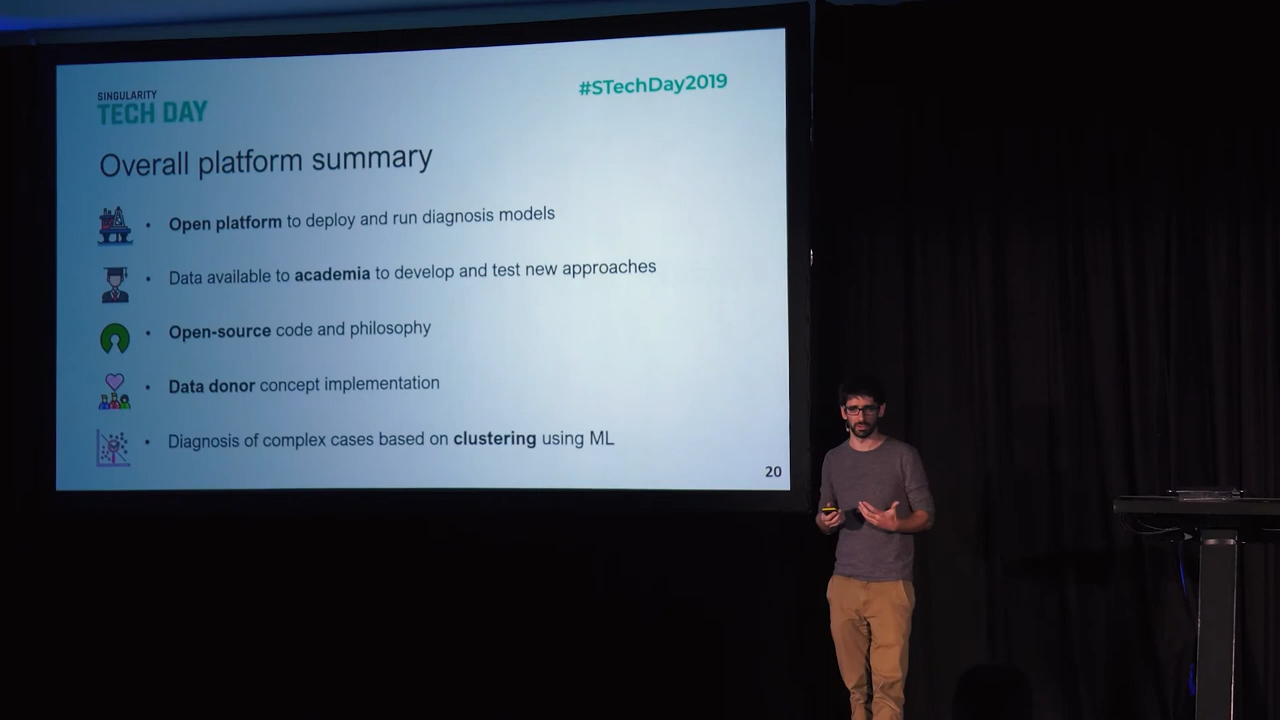 SINGULARITY
TECH DAY
#STechDay2019
Overall platform summary
• Open platform to deploy and run diagnosis models
• Data available to academia to develop and test new approaches
• Open-source code and philosophy
• Data donor concept implementation
• Diagnosis of complex cases based on clustering using ML
20